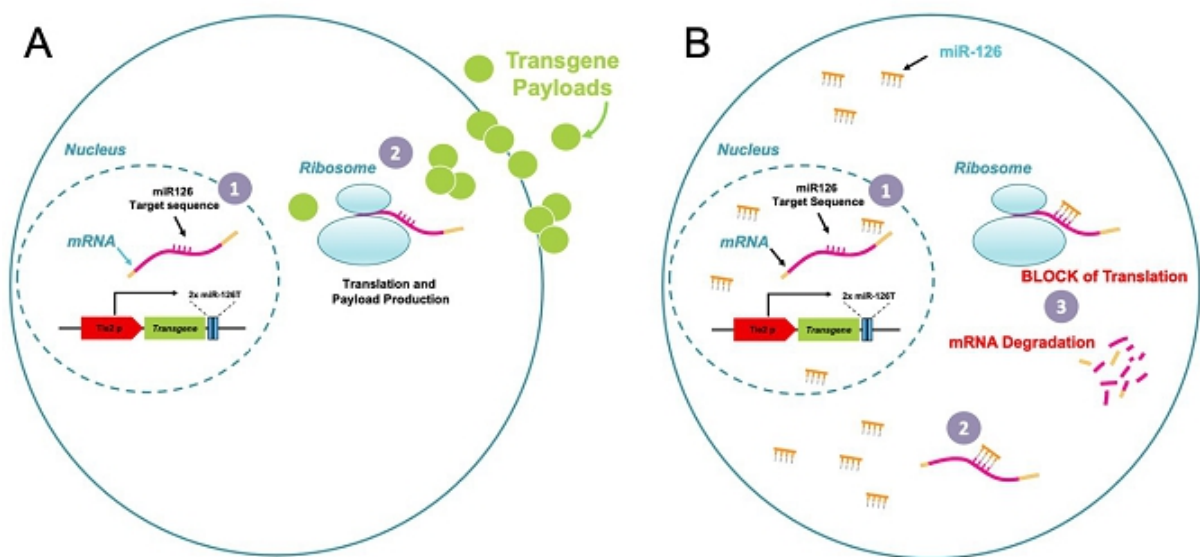 A
Transgene
Payloads
Nucleus
1
miR126
Target sequence
mRNA
2x miR-126T
Tie2 p
Transgene
Ribosome
2
Translation and
Payload Production
B
miR-126
Nucleus
1
miR126
Target Sequence
mRNA
2x miR-126T
Tie2 p
Transgene
Ribosome
BLOCK of Translation
3
mRNA Degradation
2